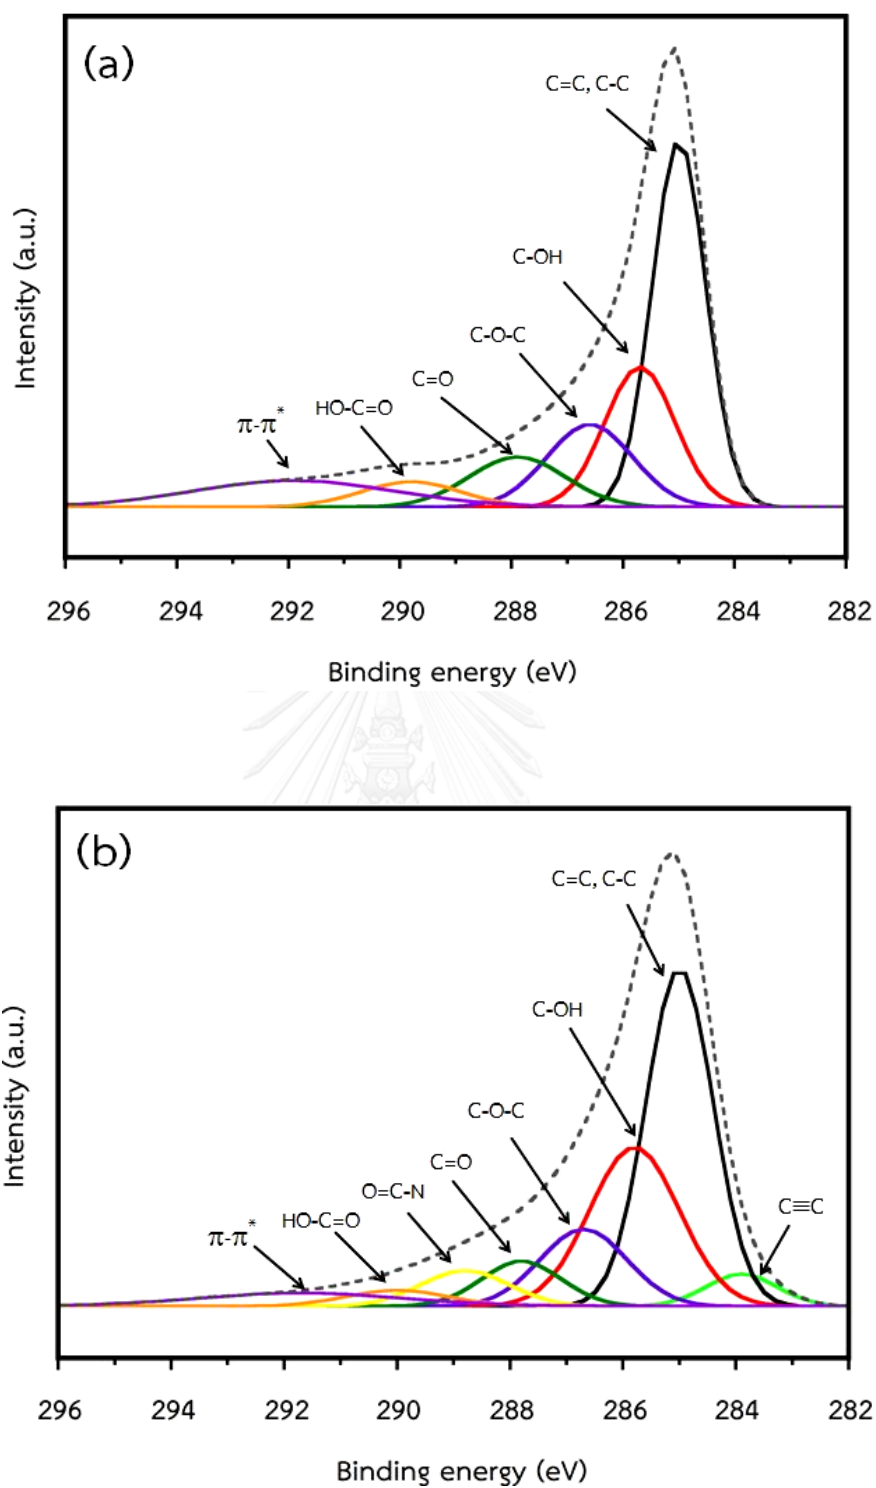 (a)
C=C, C-C
C-OH
C-O-C
C=O
HO-C=O
π-π*
Intensity (a.u.)
296 294 292 290 288 286 284 282
Binding energy (eV)
(b)
C=C, C-C
C-OH
C-O-C
C=O
O=C-N
HO-C=O
π-π*
C≡C
Intensity (a.u.)
296 294 292 290 288 286 284 282
Binding energy (eV)